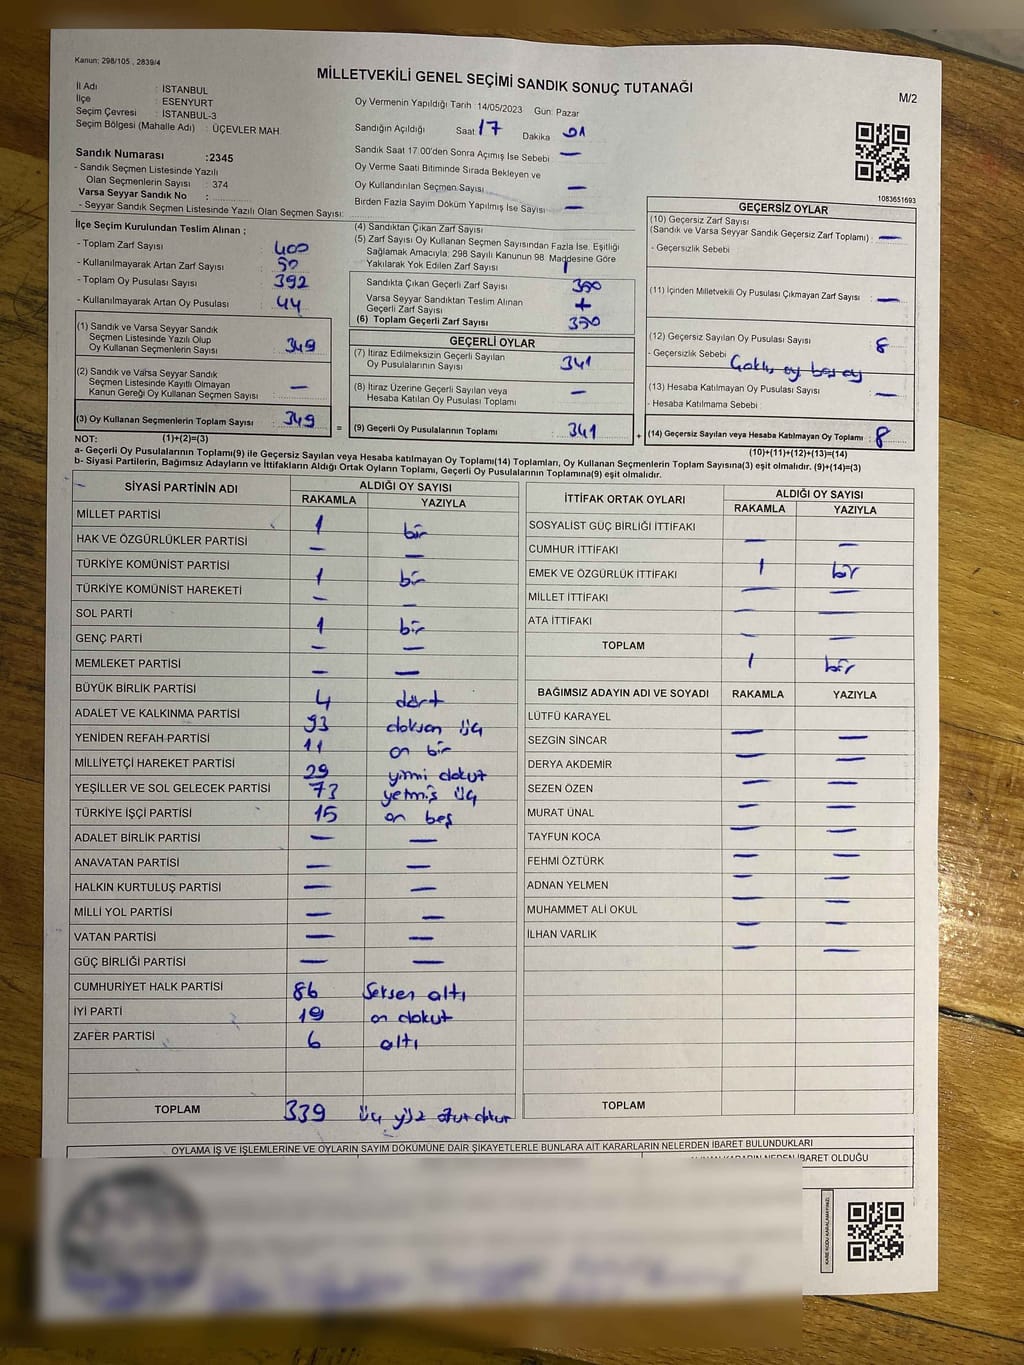 Kanun: 298/105 , 2839/4
MİLLETVEKİLİ GENEL SEÇİMİ SANDIK SONUÇ TUTANAĞI
M/2
İl Adı : İSTANBUL
İlçe : ESENYURT
Seçim Çevresi : İSTANBUL-3
Seçim Bölgesi (Mahalle Adı) : ÜÇEVLER MAH.
Sandık Numarası :2345
- Sandık Seçmen Listesinde Yazılı
Olan Seçmenlerin Sayısı : 374
Varsa Seyyar Sandık No :
- Seyyar Sandık Seçmen Listesinde Yazılı Olan Seçmen Sayısı:
Oy Vermenin Yapıldığı Tarih : 14/05/2023 Gün: Pazar
Sandığın Açıldığı Saat 17 Dakika 01
Sandık Saat 17.00'den Sonra Açımış İse Sebebi —
Oy Verme Saati Bitiminde Sırada Bekleyen ve
Oy Kullandırılan Seçmen Sayısı —
Birden Fazla Sayım Döküm Yapılmış İse Sayısı —
1083651693
İlçe Seçim Kurulundan Teslim Alınan ;
- Toplam Zarf Sayısı : 400
- Kullanılmayarak Artan Zarf Sayısı : 50
- Toplam Oy Pusulası Sayısı : 392
- Kullanılmayarak Artan Oy Pusulası : 44
(1) Sandık ve Varsa Seyyar Sandık
Seçmen Listesinde Yazılı Olup
Oy Kullanan Seçmenlerin Sayısı : 349
(2) Sandık ve Varsa Seyyar Sandık
Seçmen Listesinde Kayıtlı Olmayan
Kanun Gereği Oy Kullanan Seçmen Sayısı : —
(3) Oy Kullanan Seçmenlerin Toplam Sayısı : 349
(4) Sandıktan Çıkan Zarf Sayısı :
(5) Zarf Sayısı Oy Kullanan Seçmen Sayısından Fazla İse, Eşitliği
Sağlamak Amacıyla; 298 Sayılı Kanunun 98. Maddesine Göre
Yakılarak Yok Edilen Zarf Sayısı : 1
Sandıkta Çıkan Geçerli Zarf Sayısı : 350
Varsa Seyyar Sandıktan Teslim Alınan
Geçerli Zarf Sayısı : +
(6) Toplam Geçerli Zarf Sayısı : 350
GEÇERLİ OYLAR
(7) İtiraz Edilmeksizin Geçerli Sayılan
Oy Pusulalarının Sayısı : 341
(8) İtiraz Üzerine Geçerli Sayılan veya
Hesaba Katılan Oy Pusulası Toplamı : —
= (9) Geçerli Oy Pusulalarının Toplamı : 341
GEÇERSİZ OYLAR
(10) Geçersiz Zarf Sayısı
(Sandık ve Varsa Seyyar Sandık Geçersiz Zarf Toplamı) : —
- Geçersizlik Sebebi :
(11) İçinden Milletvekili Oy Pusulası Çıkmayan Zarf Sayısı : —
(12) Geçersiz Sayılan Oy Pusulası Sayısı : 8
- Geçersizlik Sebebi : oy boş oy
(13) Hesaba Katılmayan Oy Pusulası Sayısı : —
- Hesaba Katılmama Sebebi :
+ (14) Geçersiz Sayılan veya Hesaba Katılmayan Oy Toplamı : 8
NOT: (1)+(2)=(3) (10)+(11)+(12)+(13)=(14)
a- Geçerli Oy Pusulalarının Toplamı(9) ile Geçersiz Sayılan veya Hesaba katılmayan Oy Toplamı(14) Toplamları, Oy Kullanan Seçmenlerin Toplam Sayısına(3) eşit olmalıdır. (9)+(14)=(3)
b- Siyasi Partilerin, Bağımsız Adayların ve İttifakların Aldığı Ortak Oyların Toplamı, Geçerli Oy Pusulalarının Toplamına(9) eşit olmalıdır.
SİYASİ PARTİNİN ADI ALDIĞI OY SAYISI
RAKAMLA YAZIYLA
MİLLET PARTİSİ 1 bir
HAK VE ÖZGÜRLÜKLER PARTİSİ — —
TÜRKİYE KOMÜNİST PARTİSİ 1 bir
TÜRKİYE KOMÜNİST HAREKETİ — —
SOL PARTİ 1 bir
GENÇ PARTİ — —
MEMLEKET PARTİSİ — —
BÜYÜK BİRLİK PARTİSİ 4 dört
ADALET VE KALKINMA PARTİSİ 93 doksan üç
YENİDEN REFAH PARTİSİ 11 on bir
MİLLİYETÇİ HAREKET PARTİSİ 29 yirmi dokuz
YEŞİLLER VE SOL GELECEK PARTİSİ 73 yetmiş üç
TÜRKİYE İŞÇİ PARTİSİ 15 on beş
ADALET BİRLİK PARTİSİ — —
ANAVATAN PARTİSİ — —
HALKIN KURTULUŞ PARTİSİ — —
MİLLİ YOL PARTİSİ — —
VATAN PARTİSİ — —
GÜÇ BİRLİĞİ PARTİSİ — —
CUMHURİYET HALK PARTİSİ 86 Seksen altı
İYİ PARTİ 19 on dokuz
ZAFER PARTİSİ 6 altı
TOPLAM 339 üç yüz otuz dokuz
İTTİFAK ORTAK OYLARI ALDIĞI OY SAYISI
RAKAMLA YAZIYLA
SOSYALİST GÜÇ BİRLİĞİ İTTİFAKI — —
CUMHUR İTTİFAKI
EMEK VE ÖZGÜRLÜK İTTİFAKI 1 bir
MİLLET İTTİFAKI — —
ATA İTTİFAKI — —
TOPLAM 1 bir
BAĞIMSIZ ADAYIN ADI VE SOYADI RAKAMLA YAZIYLA
LÜTFÜ KARAYEL — —
SEZGİN SİNCAR — —
DERYA AKDEMİR — —
SEZEN ÖZEN — —
MURAT ÜNAL — —
TAYFUN KOCA — —
FEHMİ ÖZTÜRK — —
ADNAN YELMEN — —
MUHAMMET ALİ OKUL — —
İLHAN VARLIK — —
TOPLAM
OYLAMA İŞ VE İŞLEMLERİNE VE OYLARIN SAYIM DÖKÜMÜNE DAİR ŞİKAYETLERLE BUNLARA AİT KARARLARIN NELERDEN İBARET BULUNDUKLARI
KARARIN NEDEN İBARET OLDUĞU